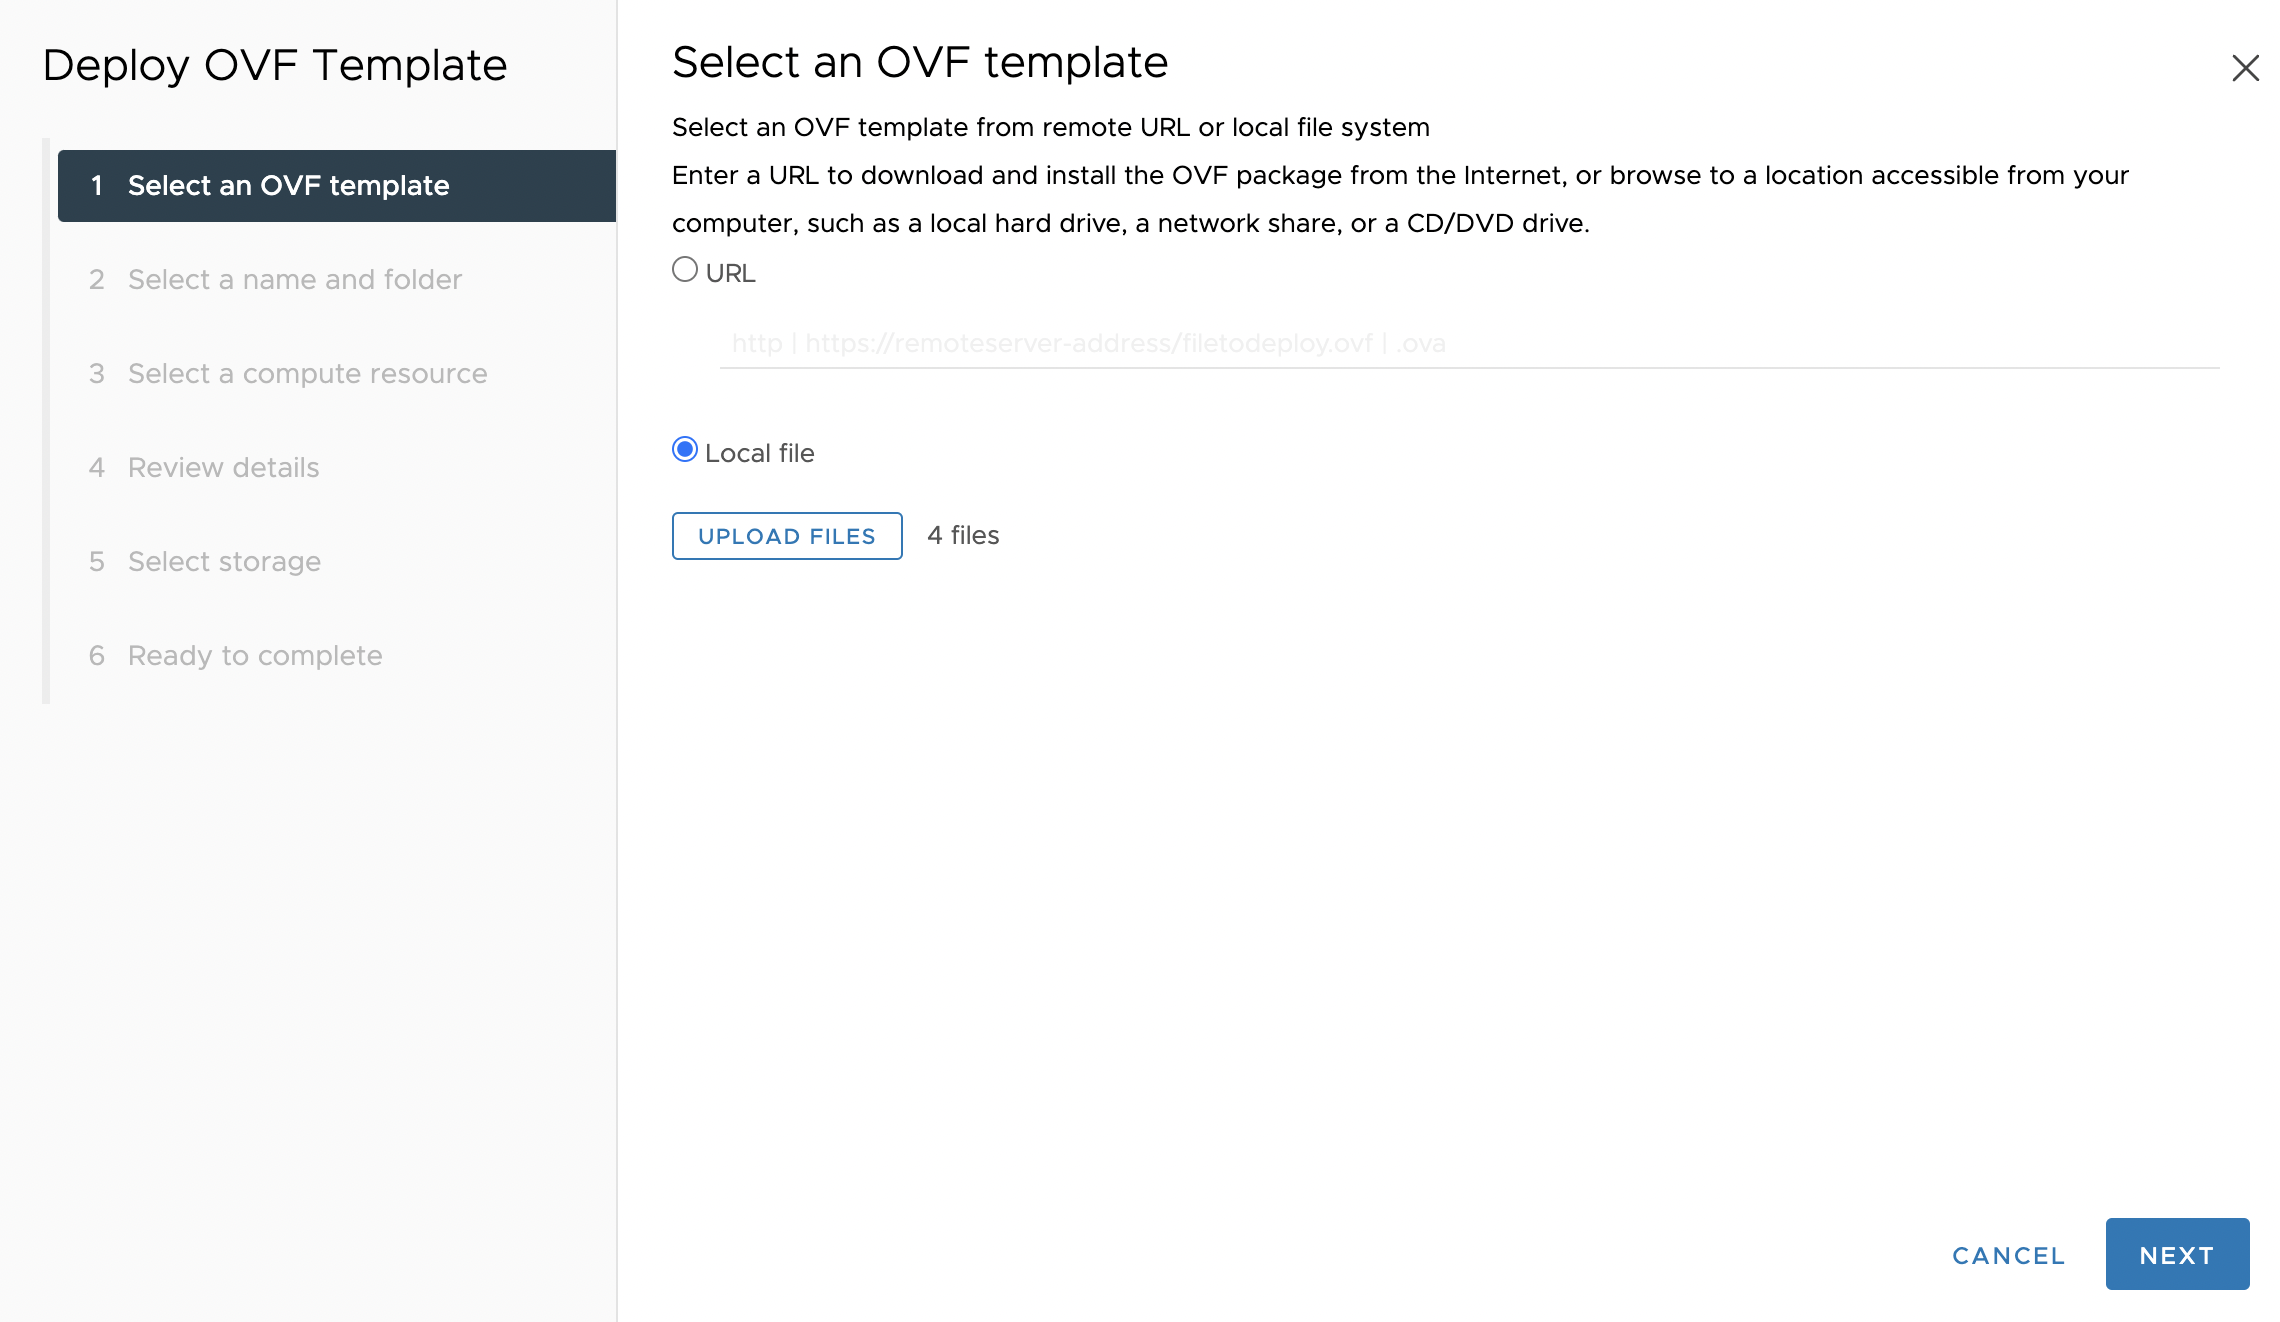 Deploy OVF Template
1 Select an OVF template
2 Select a name and folder
3 Select a compute resource
4 Review details
5 Select storage
6 Ready to complete
Select an OVF template
Select an OVF template from remote URL or local file system
Enter a URL to download and install the OVF package from the Internet, or browse to a location accessible from your
computer, such as a local hard drive, a network share, or a CD/DVD drive.
URL
http | https://remoteserver-address/filetodeploy.ovf | .ova
Local file
UPLOAD FILES 4 files
CANCEL NEXT